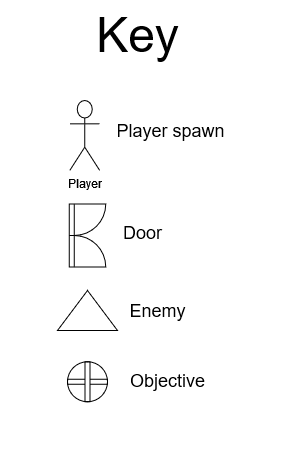 Key
Player spawn
Player
Door
Enemy
Objective